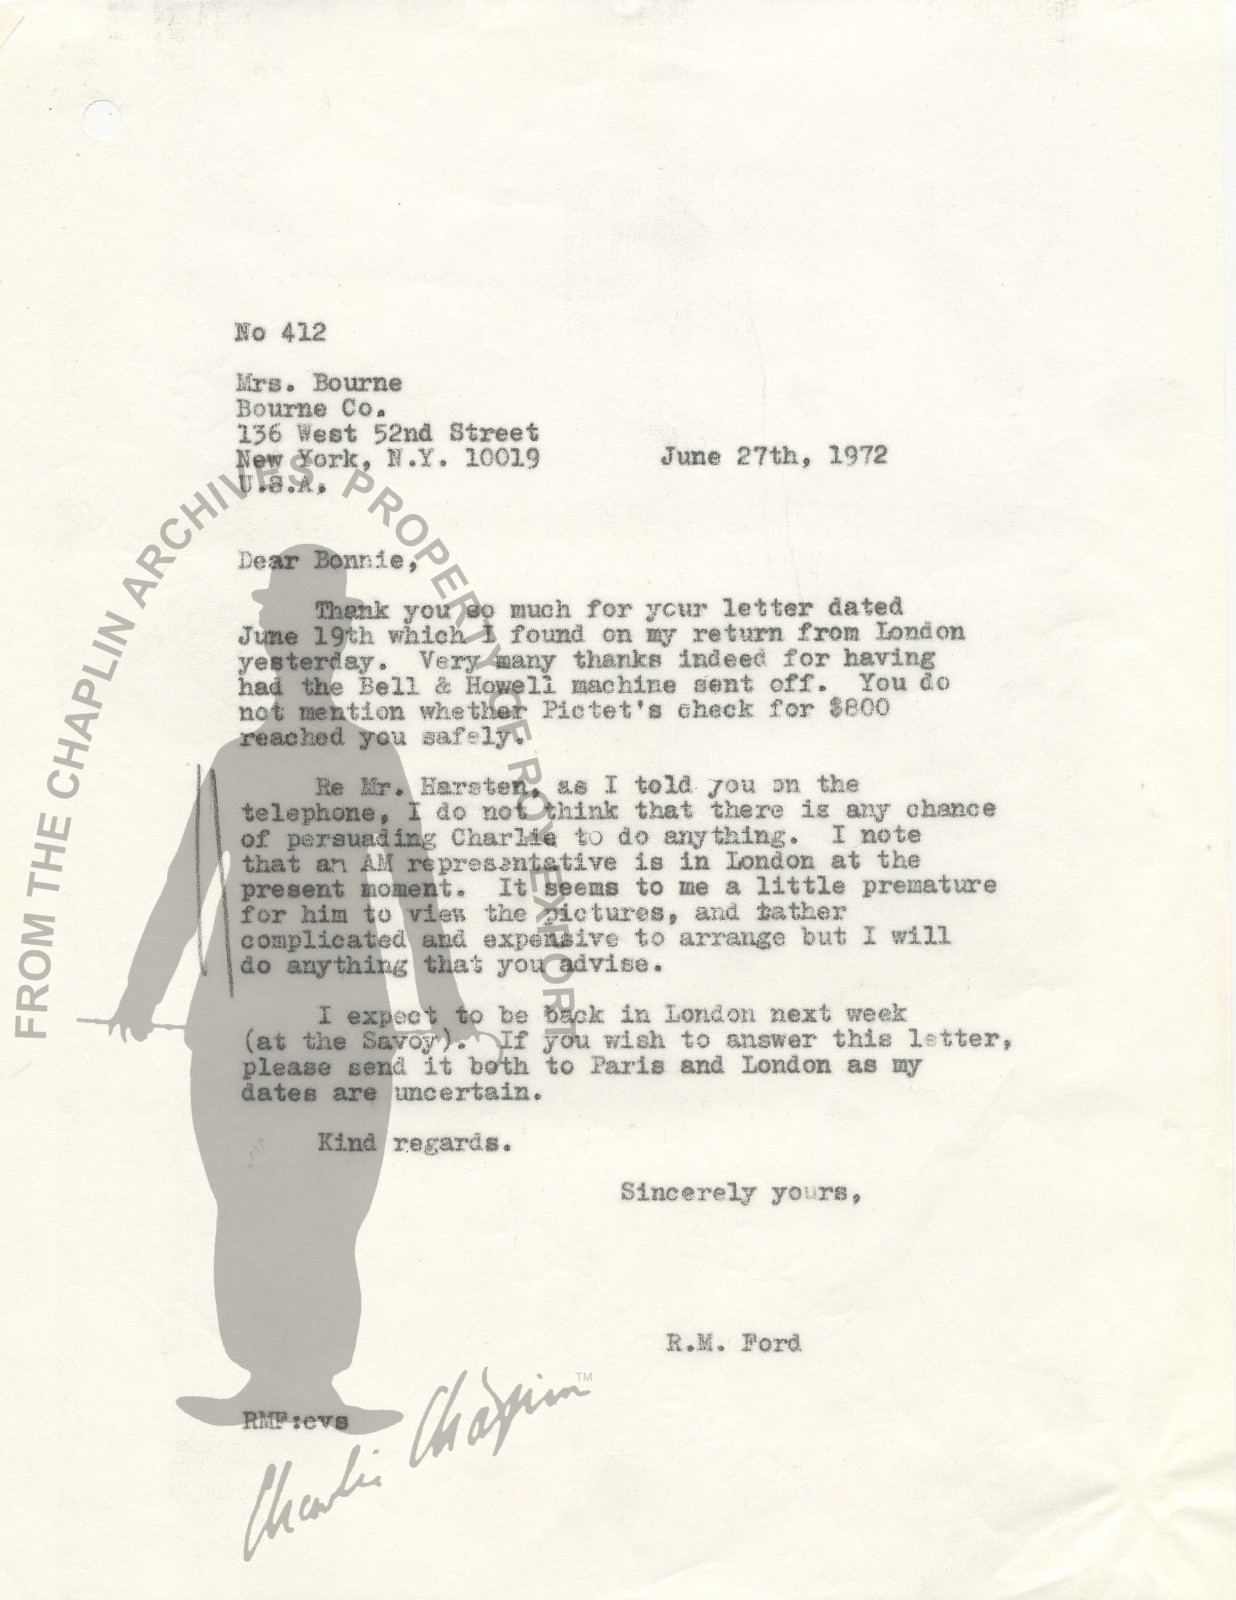 No 412
Mrs. Bourne
Bourne Co.
136 West 52nd Street
New York, N.Y. 10019
June 27th, 1972
U.S.A.
Dear Bonnie,
Thank you so much for your letter dated
June 19th which I found on my return from London
yesterday. Very many thanks indeed for having
had the Bell & Howell machine sent off. You do
not mention whether Pictet's check for $800
reached you safely.
Re Mr. Harsten, as I told you on the
telephone, I do not think that there is any chance
of persuading Charlie to do anything. I note
that an AM representative is in London at the
present moment. It seems to me a little premature
for him to view the pictures, and rather
complicated and expensive to arrange but I will
do anything that you advise.
I expect to be back in London next week
(at the Savoy). If you wish to answer this letter,
please send it both to Paris and London as my
dates are uncertain.
Kind regards.
Sincerely yours,
R.M. Ford
RMF:cvs
FROM THE CHAPLIN ARCHIVES PROPERTY OF ROY EXPORT
Charlie Chaplin TM